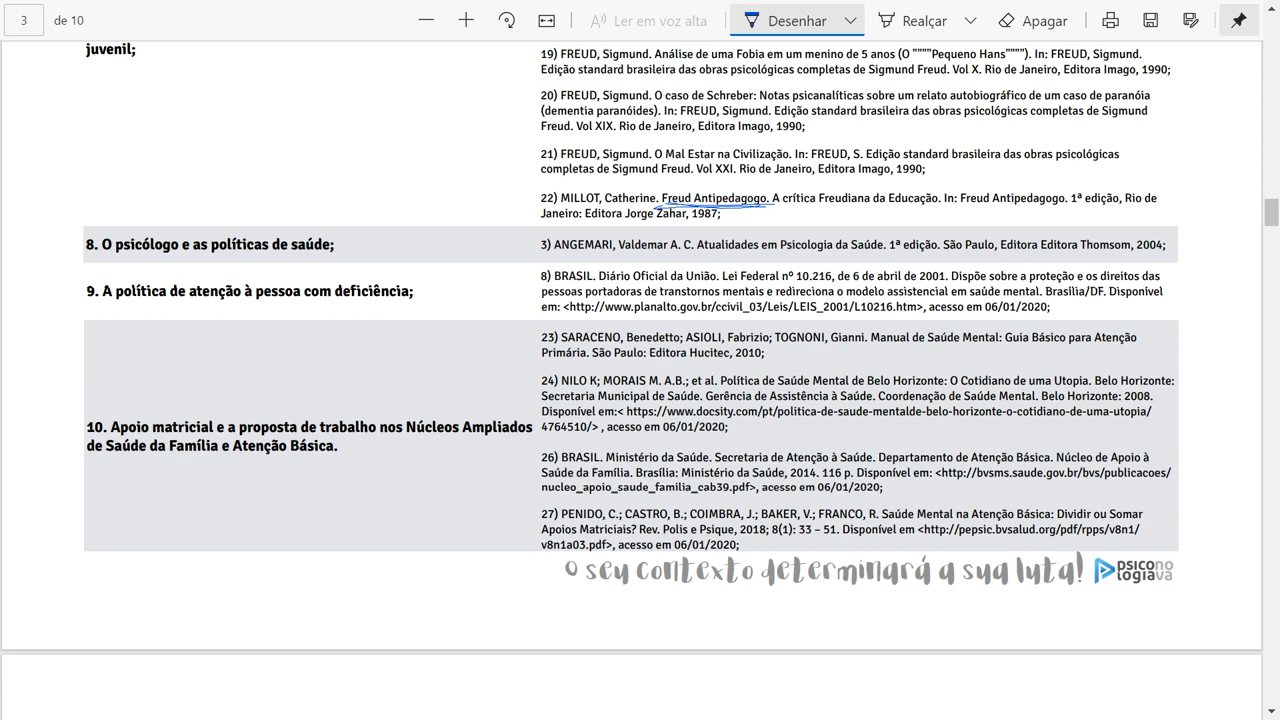 3
de 10
Ler em voz alta
Desenhar
Realçar
Apagar
juvenil;
19) FREUD, Sigmund. Análise de uma Fobia em um menino de 5 anos (O """"Pequeno Hans""""). In: FREUD, Sigmund.
Edição standard brasileira das obras psicológicas completas de Sigmund Freud. Vol X. Rio de Janeiro, Editora Imago, 1990;
20) FREUD, Sigmund. O caso de Schreber: Notas psicanalíticas sobre um relato autobiográfico de um caso de paranóia
(dementia paranóides). In: FREUD, Sigmund. Edição standard brasileira das obras psicológicas completas de Sigmund
Freud. Vol XIX. Rio de Janeiro, Editora Imago, 1990;
21) FREUD, Sigmund. O Mal Estar na Civilização. In: FREUD, S. Edição standard brasileira das obras psicológicas
completas de Sigmund Freud. Vol XXI. Rio de Janeiro, Editora Imago, 1990;
22) MILLOT, Catherine. Freud Antipedagogo. A crítica Freudiana da Educação. In: Freud Antipedagogo. 1ª edição, Rio de
Janeiro: Editora Jorge Zahar, 1987;
8. O psicólogo e as políticas de saúde;
3) ANGEMARI, Valdemar A. C. Atualidades em Psicologia da Saúde. 1ª edição. São Paulo, Editora Editora Thomsom, 2004;
9. A política de atenção à pessoa com deficiência;
8) BRASIL. Diário Oficial da União. Lei Federal nº 10.216, de 6 de abril de 2001. Dispõe sobre a proteção e os direitos das
pessoas portadoras de transtornos mentais e redireciona o modelo assistencial em saúde mental. Brasília/DF. Disponível
em: <http://www.planalto.gov.br/ccivil_03/Leis/LEIS_2001/L10216.htm>, acesso em 06/01/2020;
10. Apoio matricial e a proposta de trabalho nos Núcleos Ampliados
de Saúde da Família e Atenção Básica.
23) SARACENO, Benedetto; ASIOLI, Fabrizio; TOGNONI, Gianni. Manual de Saúde Mental: Guia Básico para Atenção
Primária. São Paulo: Editora Hucitec, 2010;
24) NILO K; MORAIS M. A.B.; et al. Política de Saúde Mental de Belo Horizonte: O Cotidiano de uma Utopia. Belo Horizonte:
Secretaria Municipal de Saúde. Gerência de Assistência à Saúde. Coordenação de Saúde Mental. Belo Horizonte: 2008.
Disponível em:< https://www.docsity.com/pt/politica-de-saude-mentalde-belo-horizonte-o-cotidiano-de-uma-utopia/
4764510/> , acesso em 06/01/2020;
26) BRASIL. Ministério da Saúde. Secretaria de Atenção à Saúde. Departamento de Atenção Básica. Núcleo de Apoio à
Saúde da Família. Brasília: Ministério da Saúde, 2014. 116 p. Disponível em: <http://bvsms.saude.gov.br/bvs/publicacoes/
nucleo_apoio_saude_familia_cab39.pdf>, acesso em 06/01/2020;
27) PENIDO, C.; CASTRO, B.; COIMBRA, J.; BAKER, V.; FRANCO, R. Saúde Mental na Atenção Básica: Dividir ou Somar
Apoios Matriciais? Rev. Polis e Psique, 2018; 8(1): 33 – 51. Disponível em <http://pepsic.bvsalud.org/pdf/rpps/v8n1/
v8n1a03.pdf>, acesso em 06/01/2020;
O seu contexto determinará a sua luta!
psicono
logiava